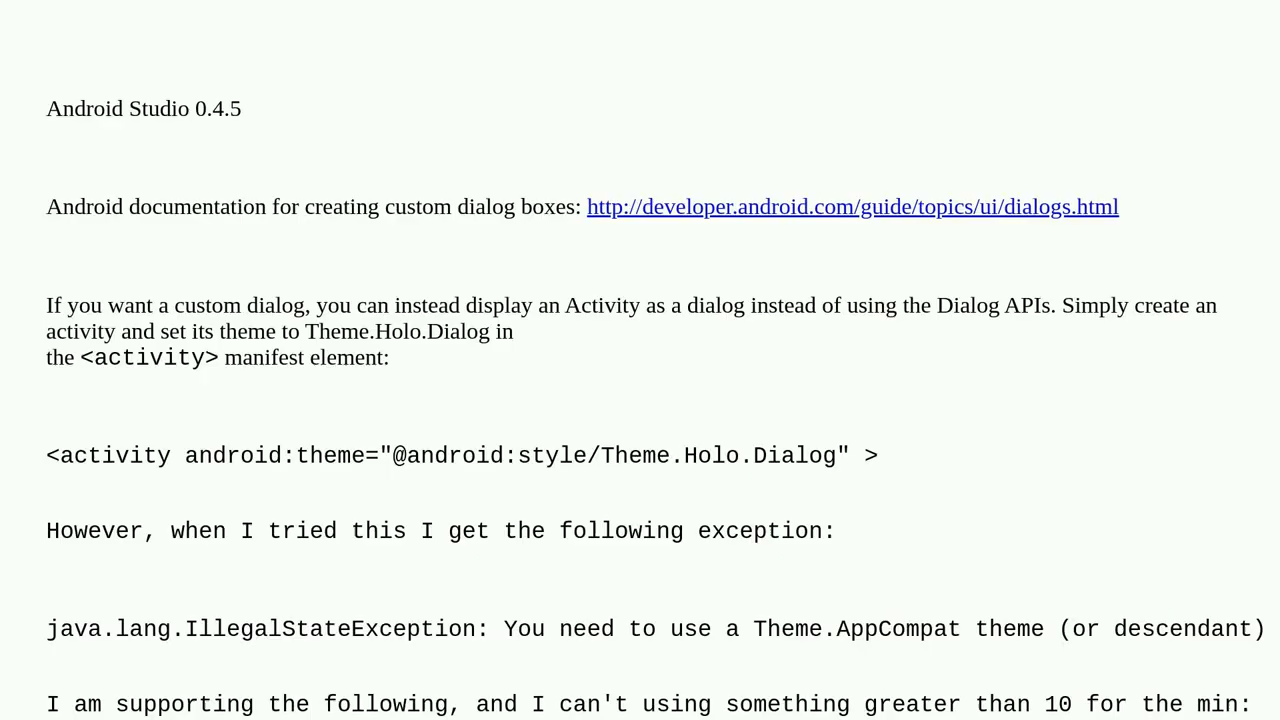 Android Studio 0.4.5
Android documentation for creating custom dialog boxes: http://developer.android.com/guide/topics/ui/dialogs.html
If you want a custom dialog, you can instead display an Activity as a dialog instead of using the Dialog APIs. Simply create an
activity and set its theme to Theme.Holo.Dialog in
the <activity> manifest element:
<activity android:theme="@android:style/Theme.Holo.Dialog" >
However, when I tried this I get the following exception:
java.lang.IllegalStateException: You need to use a Theme.AppCompat theme (or descendant)
I am supporting the following, and I can't using something greater than 10 for the min: